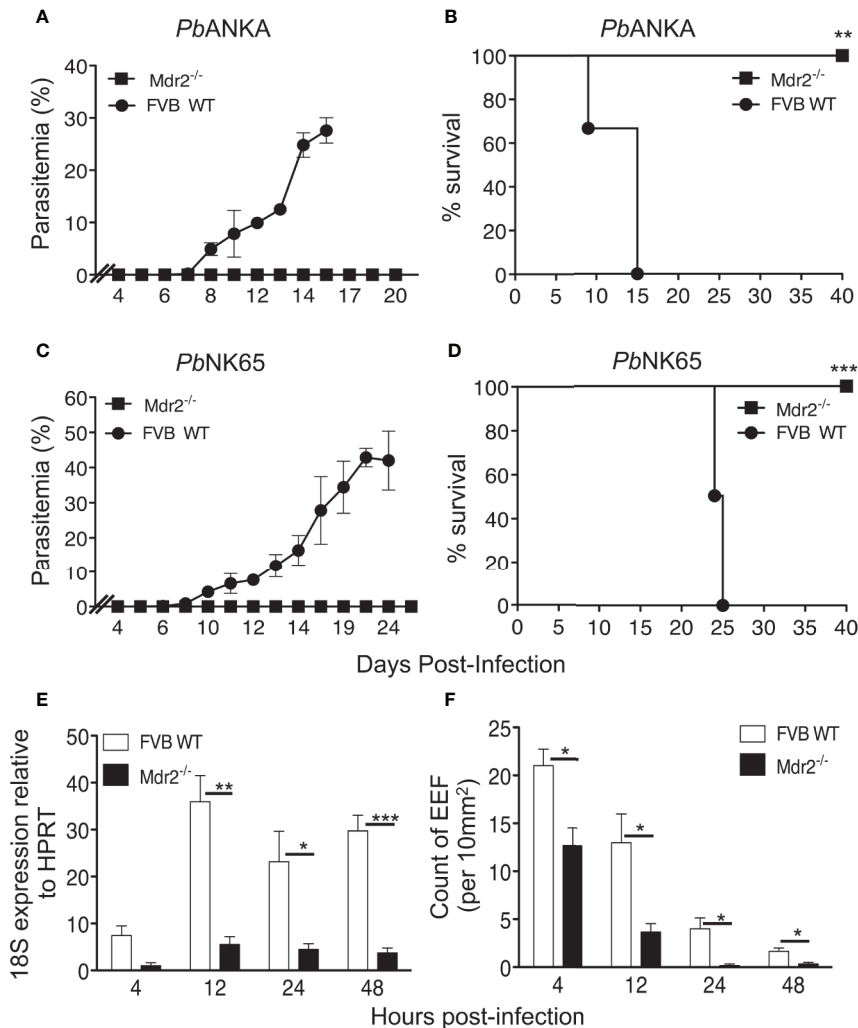 A
PbANKA
Parasitemia (%)
40
30
20
10
0
Mdr2-/-
FVB WT
4 8 12 14 17 20
B
PbANKA
**
% survival
100
80
60
40
20
0
Mdr2-/-
FVB WT
0 5 10 15 20 25 30 35 40
C
PbNK65
Parasitemia (%)
60
50
40
30
20
10
0
Mdr2-/-
FVB WT
4 6 10 12 14 19 24
D
PbNK65
***
% survival
100
80
60
40
20
0
Mdr2-/-
FVB WT
0 5 10 15 20 25 30 35 40
Days Post-Infection
E
18S expression relative
to HPRT
50
40
30
20
10
0
FVB WT
Mdr2-/-
** * ***
4 12 24 48
F
Count of EEF
(per 10mm²)
25
20
15
10
5
0
FVB WT
Mdr2-/-
* * * *
4 12 24 48
Hours post-infection